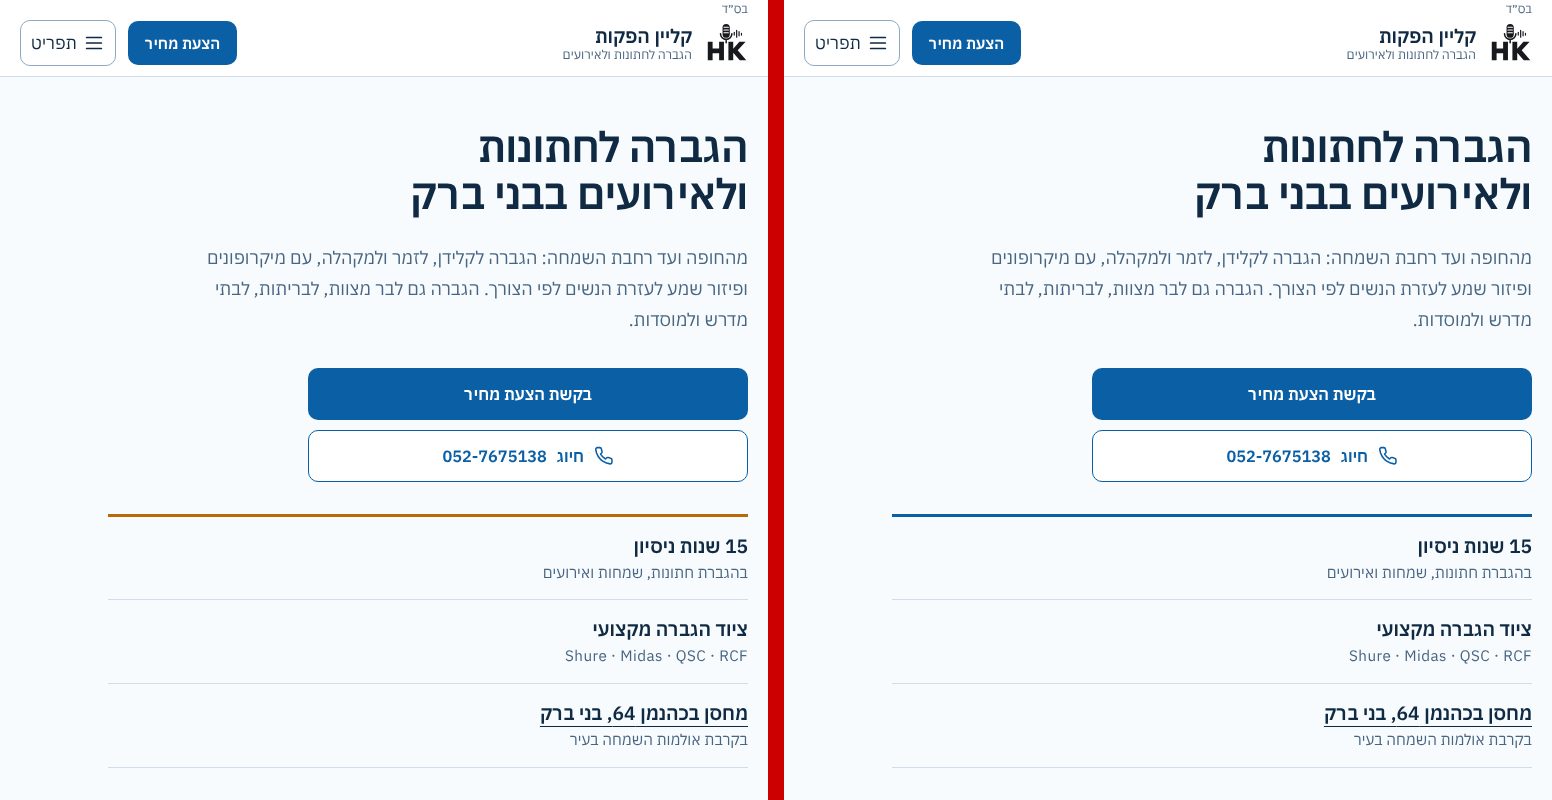 בס״ד
קליין הפקות
הגברה לחתונות ולאירועים
HK
הצעת מחיר
תפריט
הגברה לחתונות
ולאירועים בבני ברק
מהחופה ועד רחבת השמחה: הגברה לקלידן, לזמר ולמקהלה, עם מיקרופונים
ופיזור שמע לעזרת הנשים לפי הצורך. הגברה גם לבר מצוות, לבריתות, לבתי
מדרש ולמוסדות.
בקשת הצעת מחיר
חיוג 052-7675138
15 שנות ניסיון
בהגברת חתונות, שמחות ואירועים
ציוד הגברה מקצועי
Shure · Midas · QSC · RCF
מחסן בכהנמן 64, בני ברק
בקרבת אולמות השמחה בעיר
בס״ד
קליין הפקות
הגברה לחתונות ולאירועים
HK
הצעת מחיר
תפריט
הגברה לחתונות
ולאירועים בבני ברק
מהחופה ועד רחבת השמחה: הגברה לקלידן, לזמר ולמקהלה, עם מיקרופונים
ופיזור שמע לעזרת הנשים לפי הצורך. הגברה גם לבר מצוות, לבריתות, לבתי
מדרש ולמוסדות.
בקשת הצעת מחיר
חיוג 052-7675138
15 שנות ניסיון
בהגברת חתונות, שמחות ואירועים
ציוד הגברה מקצועי
Shure · Midas · QSC · RCF
מחסן בכהנמן 64, בני ברק
בקרבת אולמות השמחה בעיר